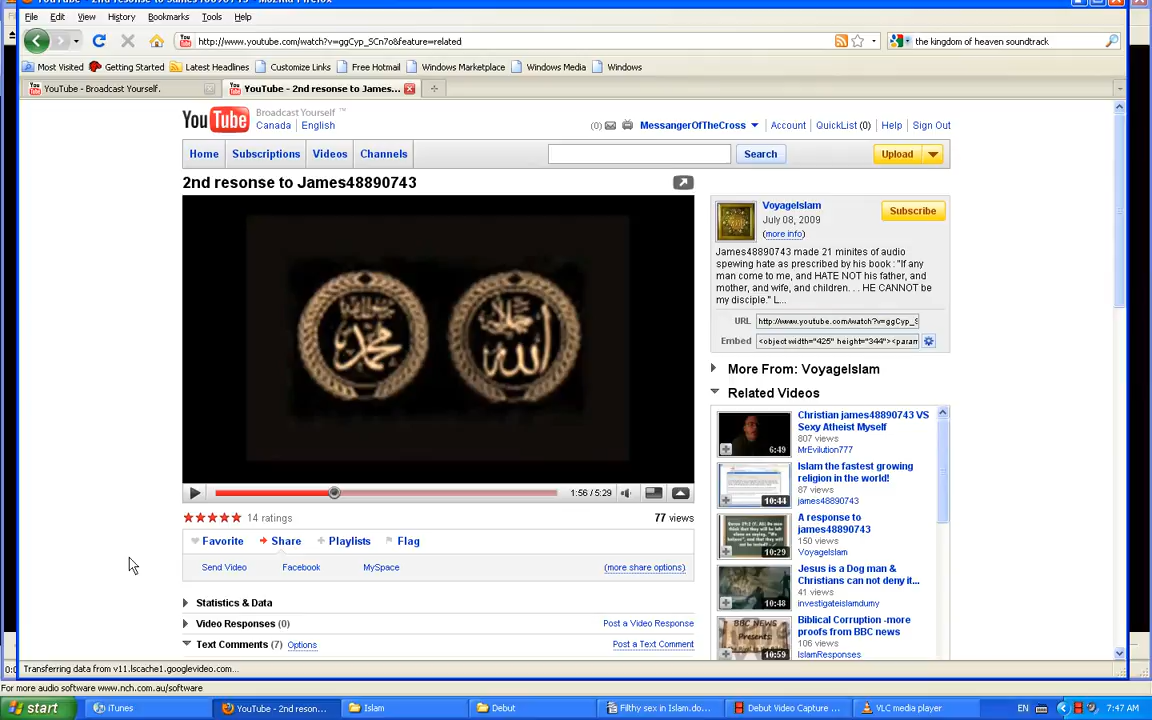 YouTube - 2nd resonse to James48890743 - Mozilla Firefox
File Edit View History Bookmarks Tools Help
http://www.youtube.com/watch?v=ggCyp_SCn7o&feature=related
the kingdom of heaven soundtrack
Most Visited Getting Started Latest Headlines Customize Links Free Hotmail Windows Marketplace Windows Media Windows
YouTube - Broadcast Yourself.
YouTube - 2nd resonse to James...
YouTube
Broadcast Yourself ™
Canada English
(0) MessangerOfTheCross Account QuickList (0) Help Sign Out
Home Subscriptions Videos Channels
Search
Upload
2nd resonse to James48890743
محمد
الله
1:56 / 5:29
14 ratings
77 views
Favorite Share Playlists Flag
Send Video Facebook MySpace (more share options)
Statistics & Data
Video Responses (0) Post a Video Response
Text Comments (7) Options Post a Text Comment
VoyageIslam
July 08, 2009
(more info)
Subscribe
James48890743 made 21 minites of audio
spewing hate as prescribed by his book : "If any
man come to me, and HATE NOT his father, and
mother, and wife, and children. . . HE CANNOT be
my disciple." L...
URL http://www.youtube.com/watch?v=ggCyp_S
Embed <object width="425" height="344"><param
More From: VoyageIslam
Related Videos
Christian james48890743 VS
Sexy Atheist Myself
807 views
MrEvilution777
6:49
Islam the fastest growing
religion in the world!
87 views
james48890743
10:44
A response to
james48890743
150 views
VoyageIslam
10:29
Jesus is a Dog man &
Christians can not deny it...
41 views
investigateislamdumy
10:48
Biblical Corruption -more
proofs from BBC news
106 views
IslamResponses
BBC NEWS
Presents:
10:59
Transferring data from v11.lscache1.googlevideo.com...
For more audio software www.nch.com.au/software
start iTunes YouTube - 2nd reson... Islam Debut Filthy sex in Islam.do... Debut Video Capture ... VLC media player EN 7:47 AM